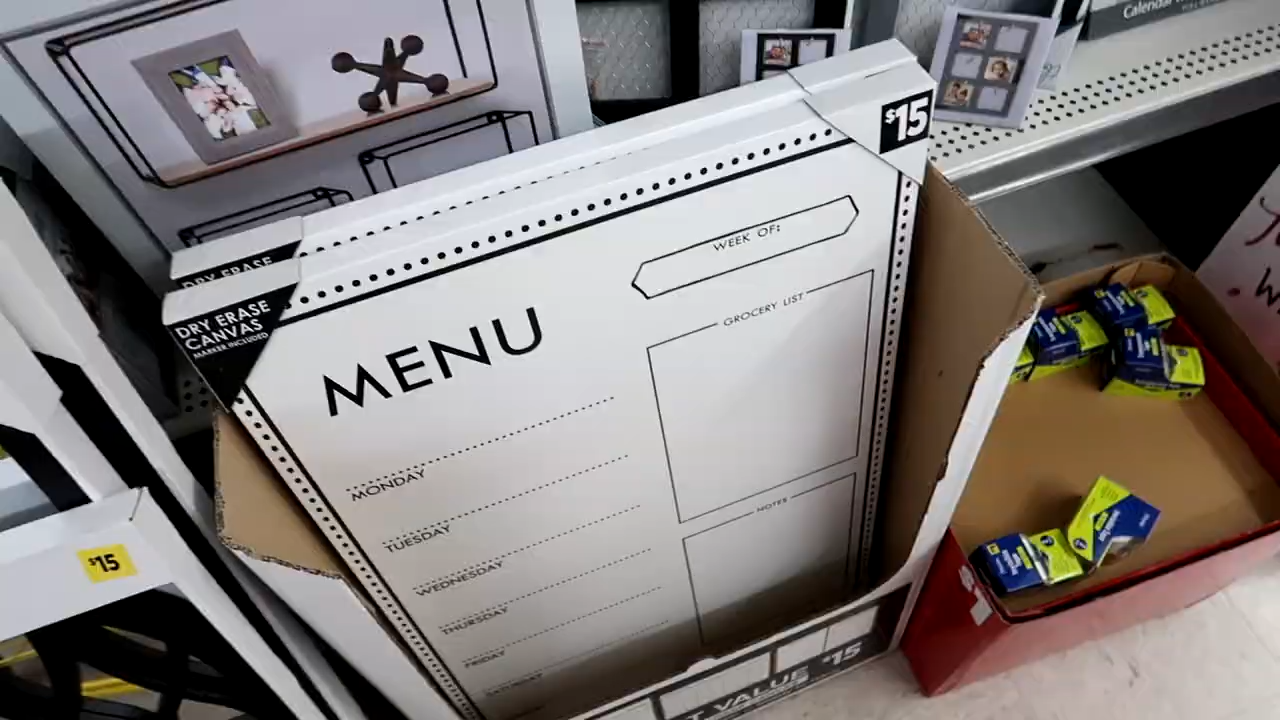 Calendar
$15
DRY ERASE
DRY ERASE
CANVAS
MARKER INCLUDED
WEEK OF:
MENU
GROCERY LIST
MONDAY
TUESDAY
WEDNESDAY
THURSDAY
FRIDAY
SATURDAY
NOTES
$15
VALUE
$15